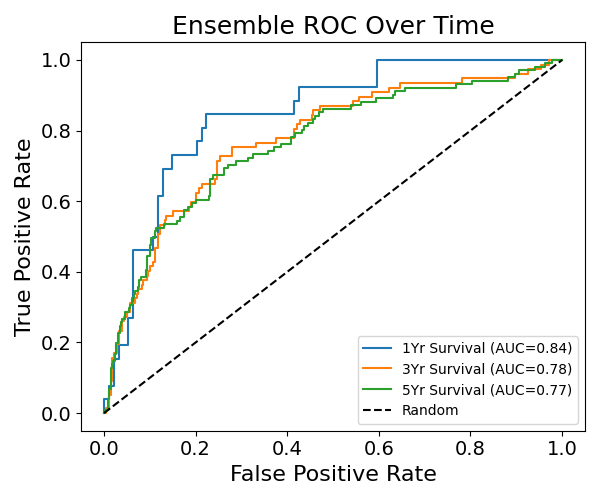 Ensemble ROC Over Time
True Positive Rate
1.0
0.8
0.6
0.4
0.2
0.0
1Yr Survival (AUC=0.84)
3Yr Survival (AUC=0.78)
5Yr Survival (AUC=0.77)
Random
0.0 0.2 0.4 0.6 0.8 1.0
False Positive Rate